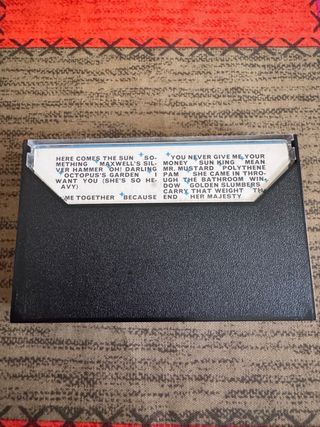 HERE COMES THE SUN SO-
METHING MAXWELL'S SIL-
VER HAMMER OH! DARLING
OCTOPUS'S GARDEN I
WANT YOU (SHE'S SO HE-
AVY)
ME TOGETHER BECAUSE
YOU NEVER GIVE ME YOUR
MONEY SUN KING MEAN
MR. MUSTARD POLYTHENE
PAM SHE CAME IN THRO-
UGH THE BATHROOM WIN-
DOW GOLDEN SLUMBERS
CARRY THAT WEIGHT THE
END HER MAJESTY